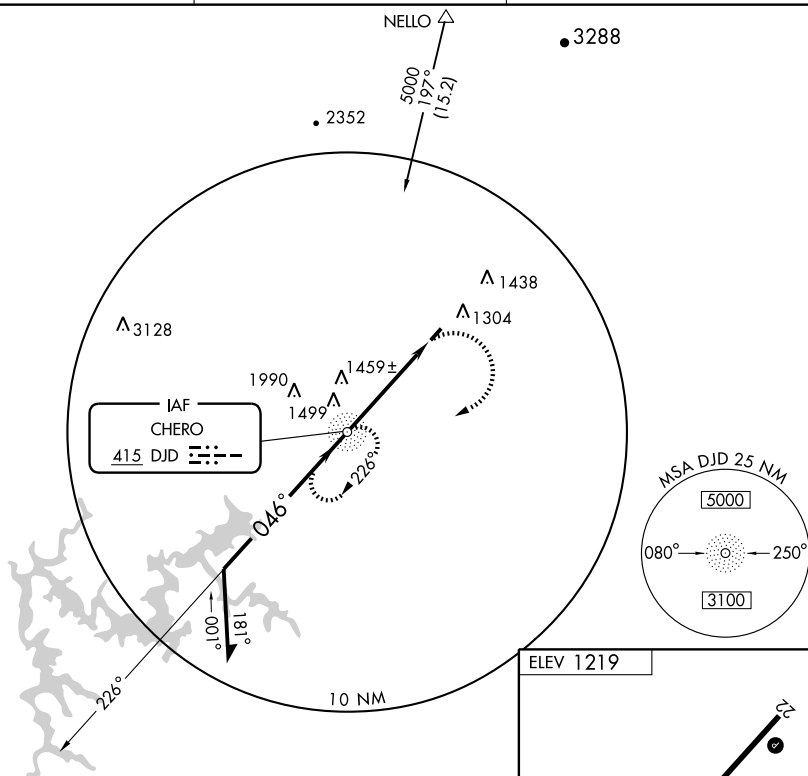 NELLO
3288
5000
197°
(15.2)
2352
1438
1304
3128
1459±
1990
1499
IAF
CHERO
415 DJD
226°
046°
MSA DJD 25 NM
5000
080°
250°
3100
001°
181°
226°
10 NM
ELEV 1219
22
P